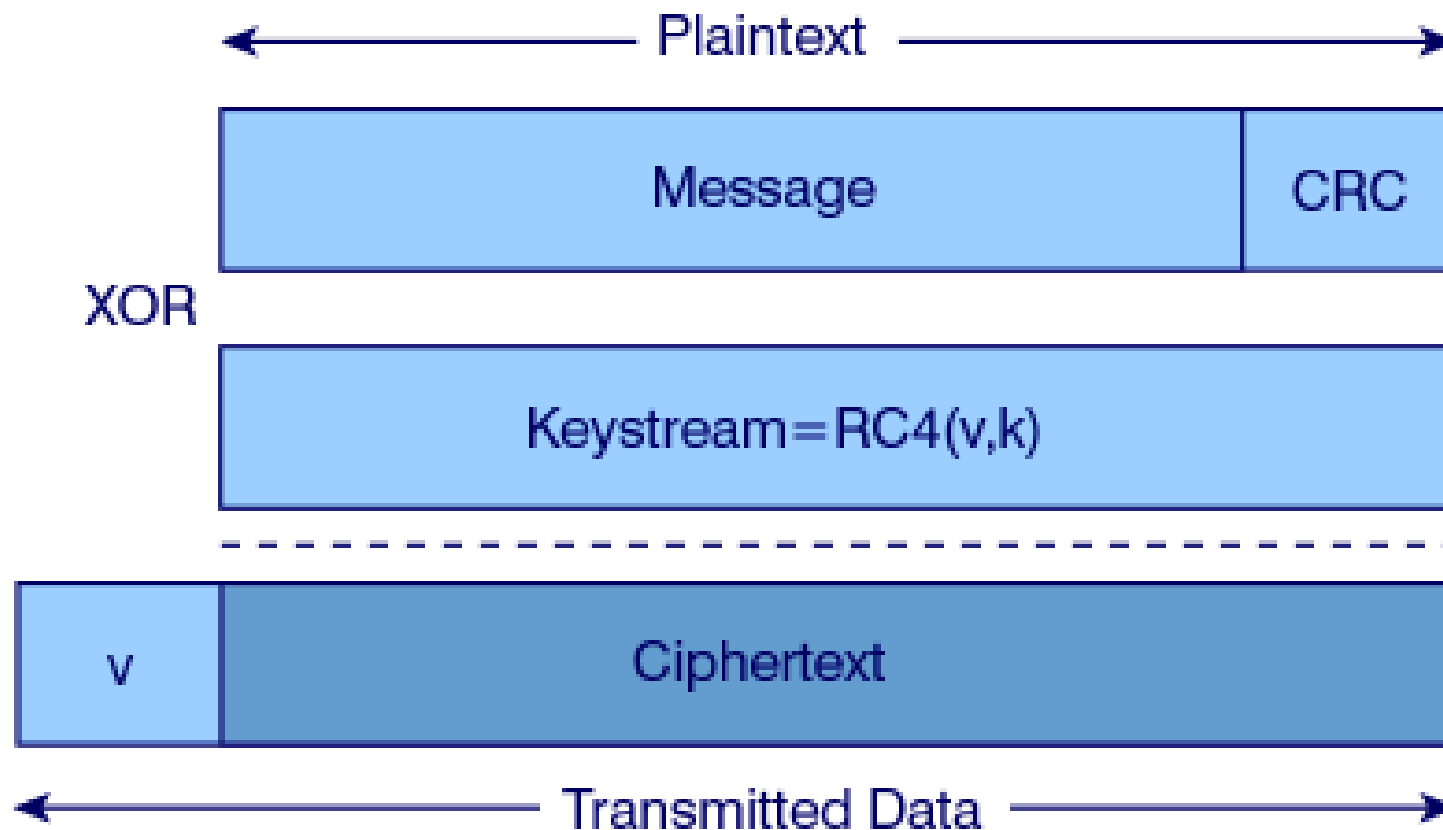 Plaintext
Message CRC
XOR
Keystream=RC4(v,k)
v Ciphertext
Transmitted Data